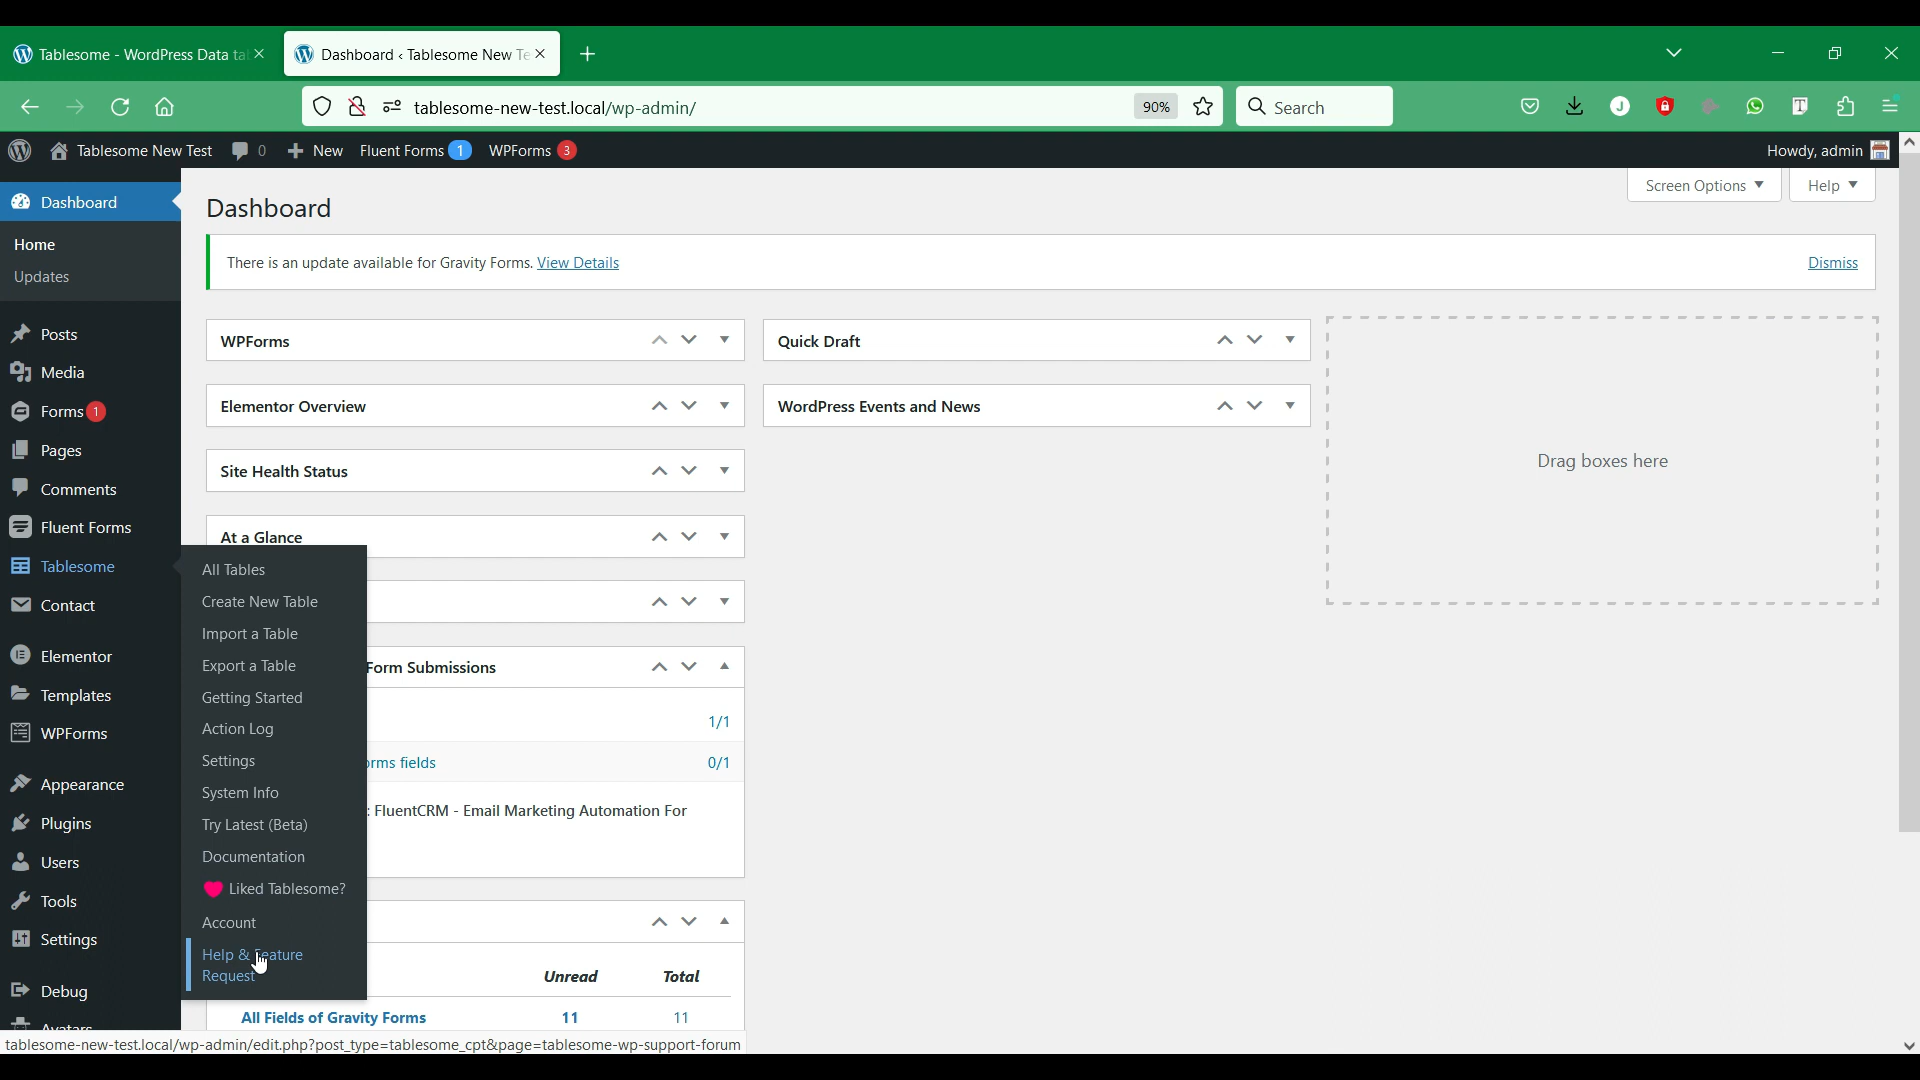 Tablesome - WordPress Data ta
Dashboard ‹ Tablesome New Te
tablesome-new-test.local/wp-admin/
90%
Search
Tablesome New Test
0
New
Fluent Forms 1
WPForms 3
Howdy, admin
Dashboard
Home
Updates
Posts
Media
Forms 1
Pages
Comments
Fluent Forms
Tablesome
Contact
Elementor
Templates
WPForms
Appearance
Plugins
Users
Tools
Settings
Debug
Avatars
All Tables
Create New Table
Import a Table
Export a Table
Getting Started
Action Log
Settings
System Info
Try Latest (Beta)
Documentation
Liked Tablesome?
Account
Help & Feature
Request
Screen Options
Help
Dashboard
There is an update available for Gravity Forms. View Details
Dismiss
WPForms
Elementor Overview
Site Health Status
At a Glance
Form Submissions
1/1
orms fields
0/1
: FluentCRM - Email Marketing Automation For
Unread Total
All Fields of Gravity Forms 11 11
Quick Draft
WordPress Events and News
Drag boxes here
tablesome-new-test.local/wp-admin/edit.php?post_type=tablesome_cpt&page=tablesome-wp-support-forum